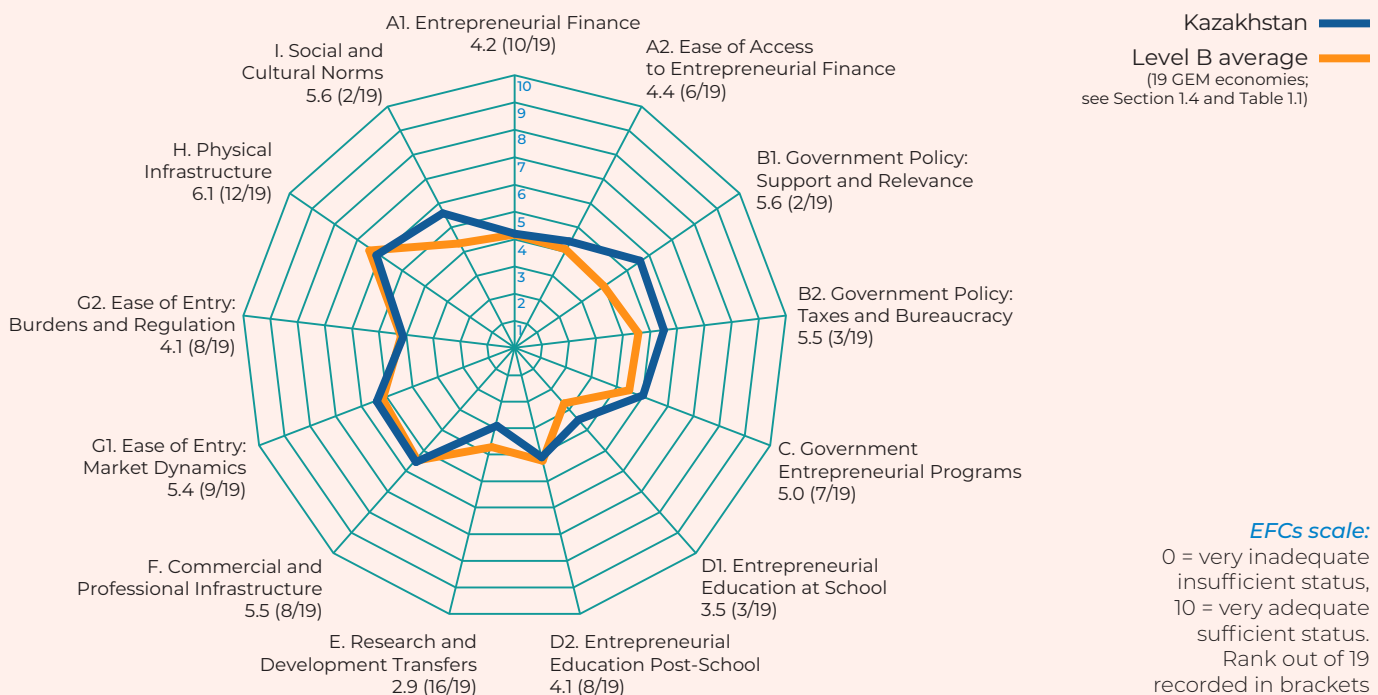 A1. Entrepreneurial Finance
4.2 (10/19)
A2. Ease of Access
to Entrepreneurial Finance
4.4 (6/19)
B1. Government Policy:
Support and Relevance
5.6 (2/19)
B2. Government Policy:
Taxes and Bureaucracy
5.5 (3/19)
C. Government
Entrepreneurial Programs
5.0 (7/19)
D1. Entrepreneurial
Education at School
3.5 (3/19)
D2. Entrepreneurial
Education Post-School
4.1 (8/19)
E. Research and
Development Transfers
2.9 (16/19)
F. Commercial and
Professional Infrastructure
5.5 (8/19)
G1. Ease of Entry:
Market Dynamics
5.4 (9/19)
G2. Ease of Entry:
Burdens and Regulation
4.1 (8/19)
H. Physical
Infrastructure
6.1 (12/19)
I. Social and
Cultural Norms
5.6 (2/19)
10
9
8
7
6
5
4
3
2
1
Kazakhstan
Level B average
(19 GEM economies;
see Section 1.4 and Table 1.1)
EFCs scale:
0 = very inadequate
insufficient status,
10 = very adequate
sufficient status.
Rank out of 19
recorded in brackets